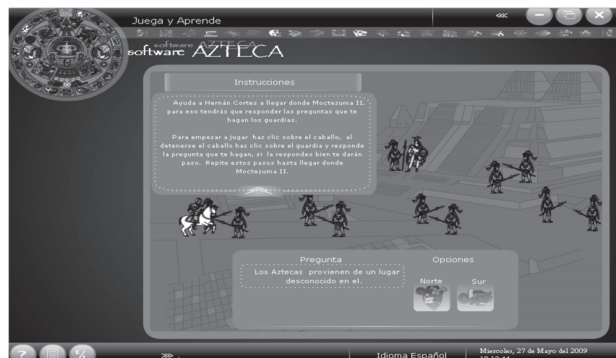 Juega y Aprende
software AZTECA
Instrucciones
Ayuda a Hernán Cortes a llegar donde Moctezuma II,
para eso tendrás que responder las preguntas que te
hagan los guardias.
Para empezar a jugar haz clic sobre el caballo, al
detenerse el caballo haz clic sobre el guardia y responde
la pregunta que te hagan, si la respondes bien te darán
paso. Repite estos pasos hasta llegar donde
Moctezuma II.
Pregunta
Opciones
Los Aztecas provienen de un lugar
desconocido en el.
Norte
Sur
Idioma Español
Miercoles, 27 de Mayo del 2009